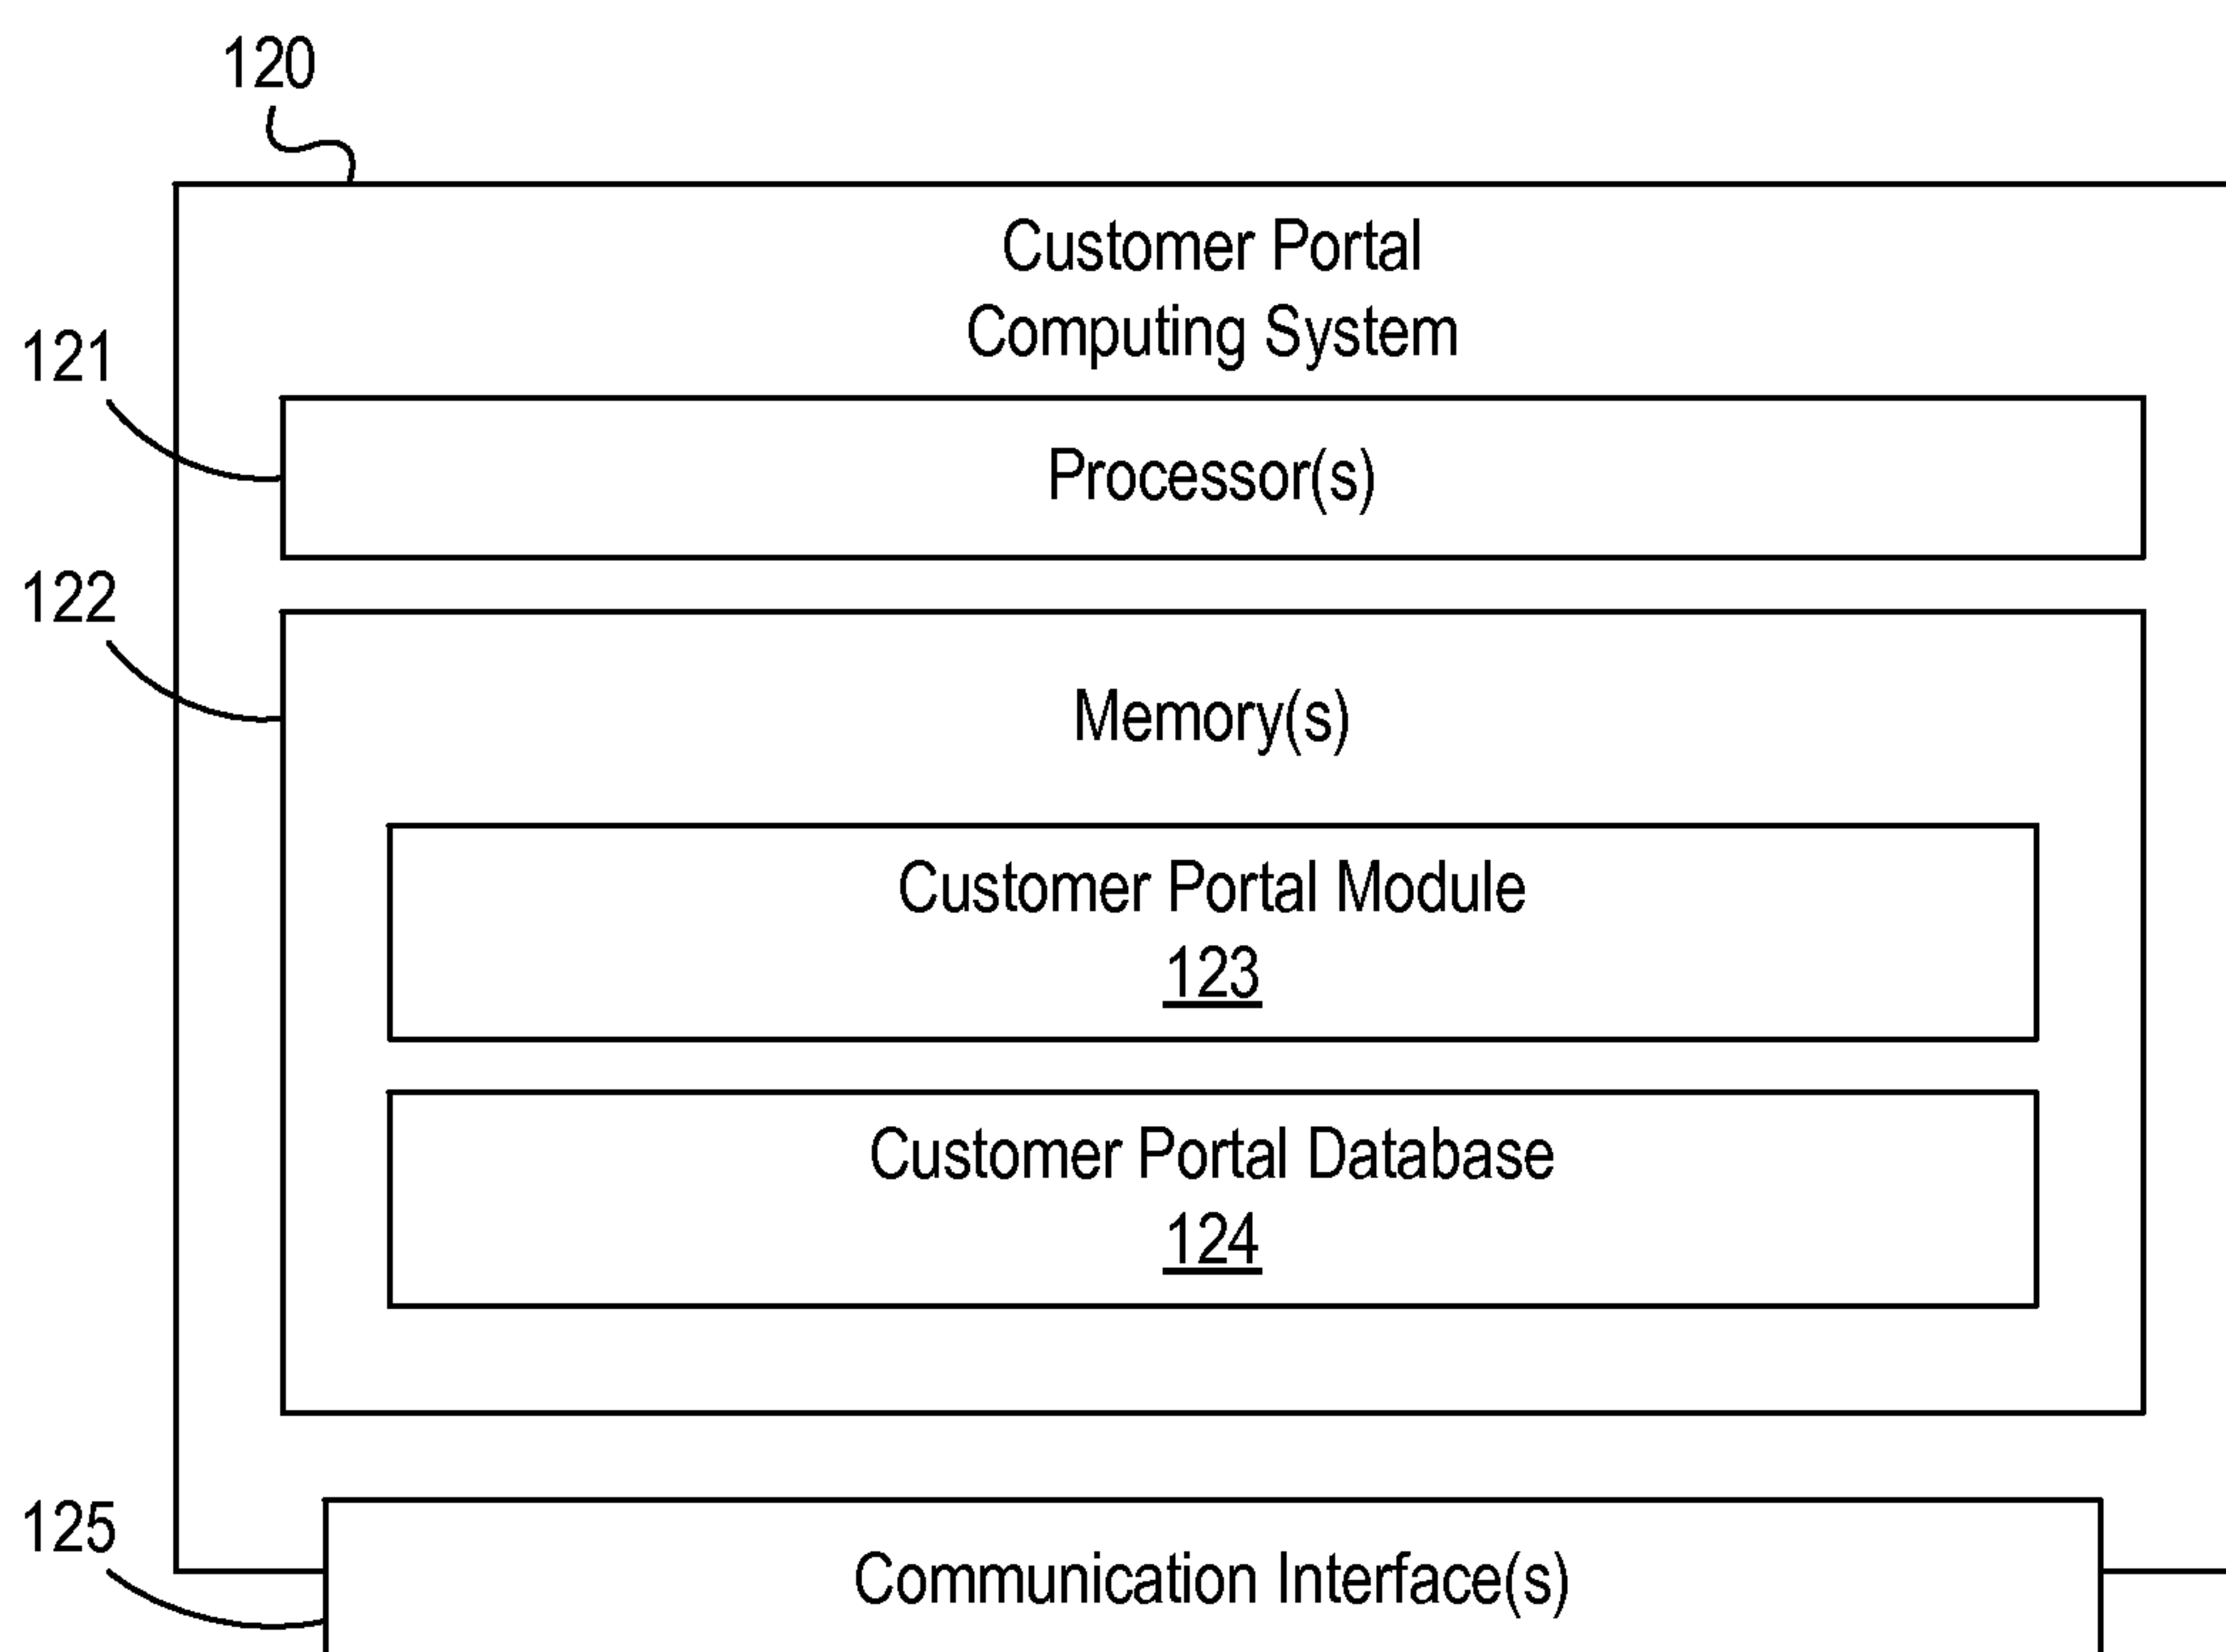 120
Customer Portal
Computing System
121
Processor(s)
122
Memory(s)
Customer Portal Module
123
Customer Portal Database
124
125
Communication Interface(s)